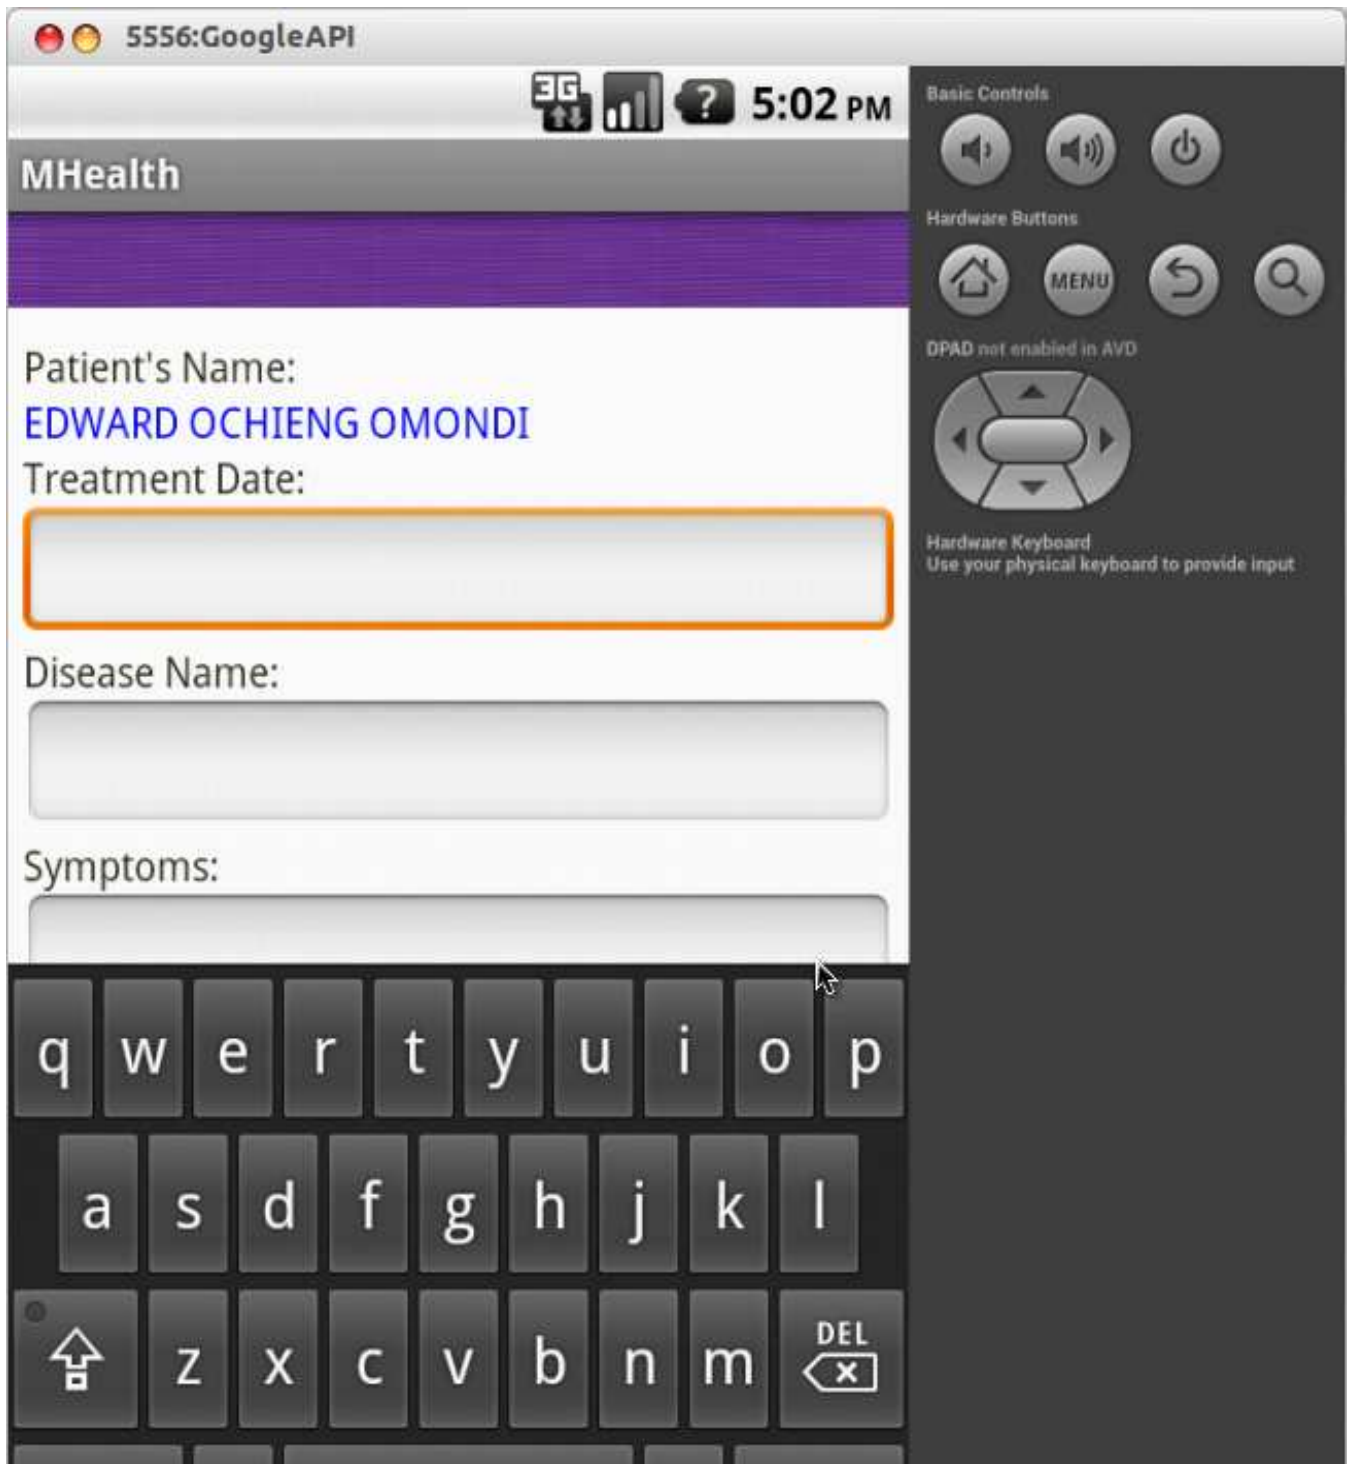 5556:GoogleAPI
3G
? 5:02 PM
MHealth
Patient's Name:
EDWARD OCHIENG OMONDI
Treatment Date:
Disease Name:
Symptoms:
q w e r t y u i o p
a s d f g h j k l
z x c v b n m DEL
Basic Controls
Hardware Buttons
MENU
DPAD not enabled in AVD
Hardware Keyboard
Use your physical keyboard to provide input